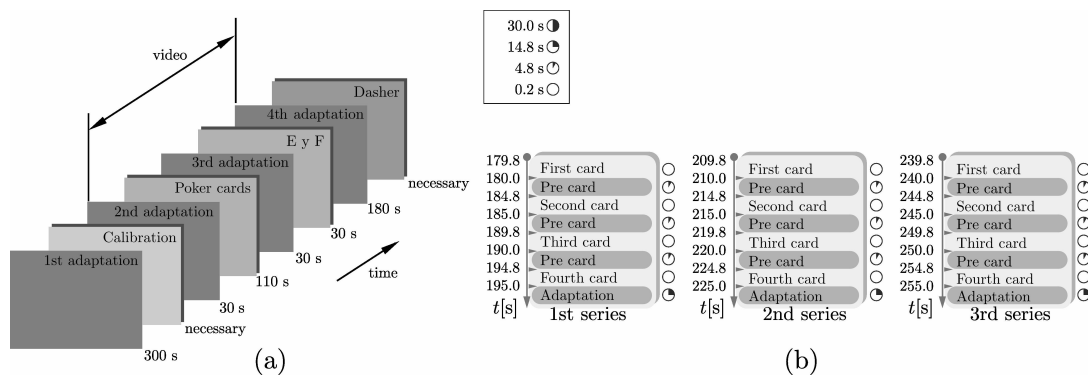 video
Dasher
4th adaptation
E y F
3rd adaptation
Poker cards
2nd adaptation
Calibration
1st adaptation
necessary
180 s
30 s
30 s
110 s
30 s
necessary
300 s
time
(a)
30.0 s
14.8 s
4.8 s
0.2 s
179.8
180.0
184.8
185.0
189.8
190.0
194.8
195.0
t[s]
First card
Pre card
Second card
Pre card
Third card
Pre card
Fourth card
Adaptation
1st series
209.8
210.0
214.8
215.0
219.8
220.0
224.8
225.0
t[s]
First card
Pre card
Second card
Pre card
Third card
Pre card
Fourth card
Adaptation
2nd series
239.8
240.0
244.8
245.0
249.8
250.0
254.8
255.0
t[s]
First card
Pre card
Second card
Pre card
Third card
Pre card
Fourth card
Adaptation
3rd series
(b)